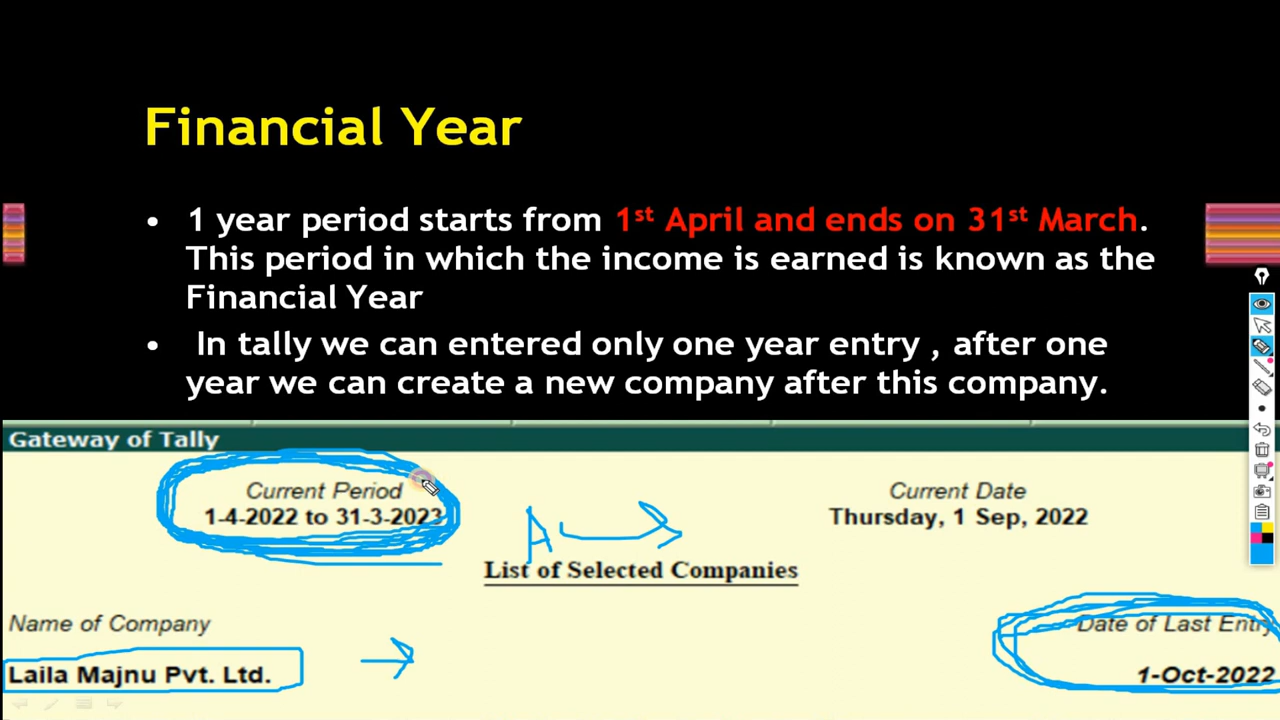 Financial Year
• 1 year period starts from 1st April and ends on 31st March.
This period in which the income is earned is known as the
Financial Year
• In tally we can entered only one year entry , after one
year we can create a new company after this company.
Gateway of Tally
Current Period
1-4-2022 to 31-3-2023
Current Date
Thursday, 1 Sep, 2022
A
List of Selected Companies
Name of Company
Date of Last Entry
Laila Majnu Pvt. Ltd.
1-Oct-2022